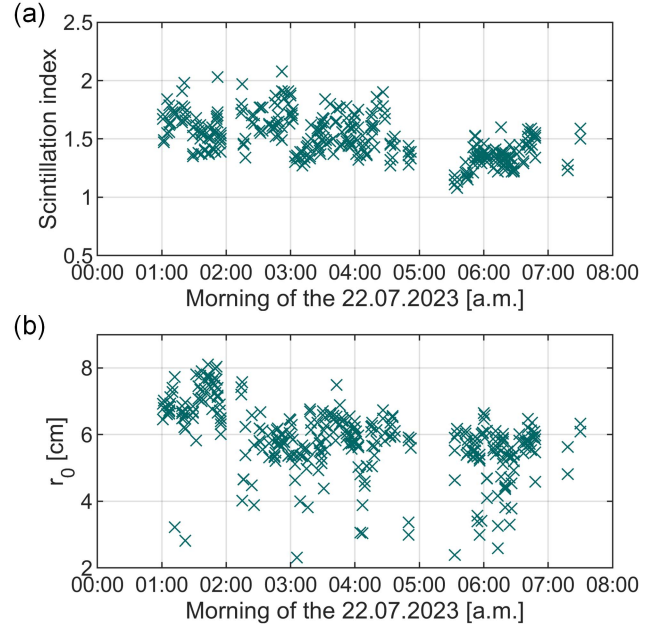 (a)
Scintillation index
2.5
2
1.5
1
0.5
00:00 01:00 02:00 03:00 04:00 05:00 06:00 07:00 08:00
Morning of the 22.07.2023 [a.m.]
(b)
r0 [cm]
8
6
4
2
00:00 01:00 02:00 03:00 04:00 05:00 06:00 07:00 08:00
Morning of the 22.07.2023 [a.m.]